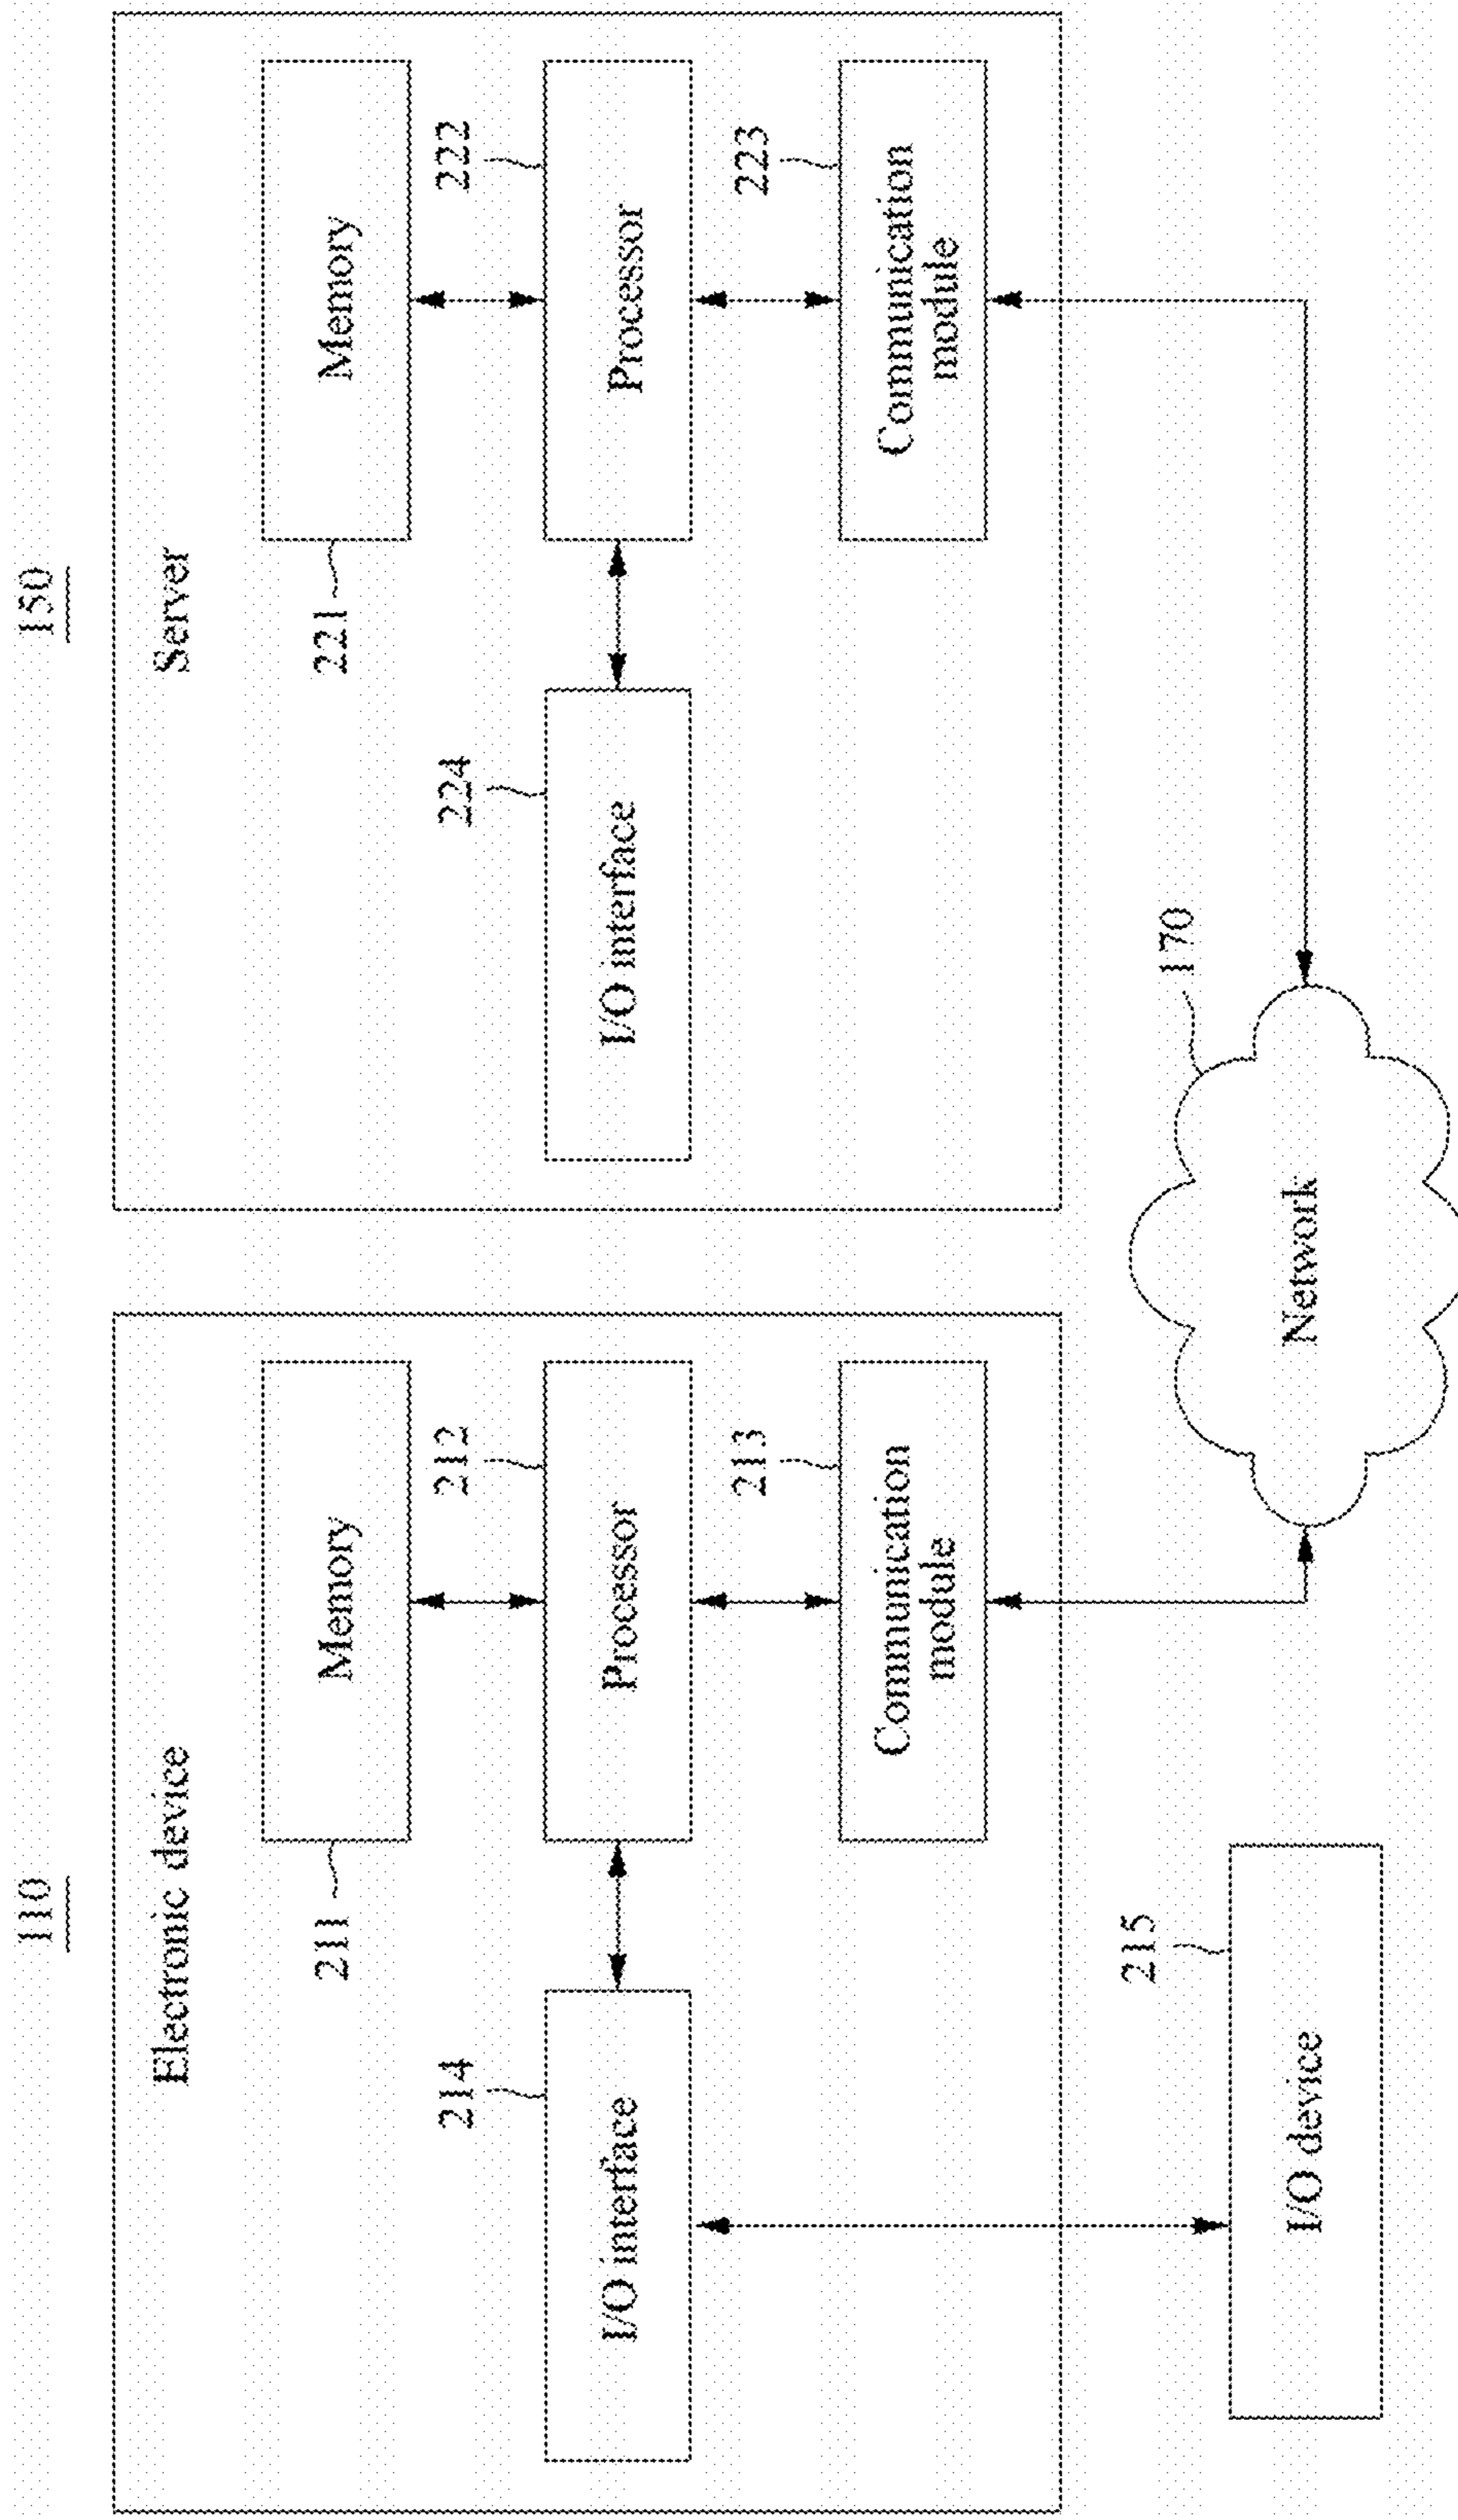 110
Electronic device
211
Memory
212
214
I/O interface
Processor
213
Communication
module
215
I/O device
150
Server
221
Memory
222
224
I/O interface
Processor
223
Communication
module
170
Network